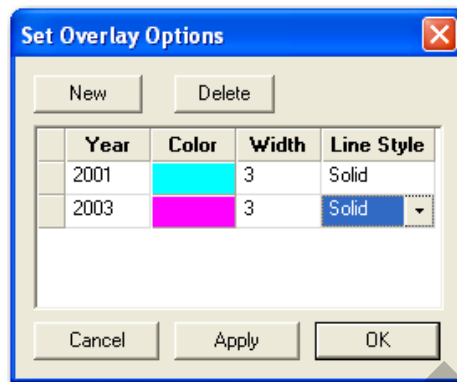 Set Overlay Options
New Delete
Year Color Width Line Style
2001 3 Solid
2003 3 Solid
Cancel Apply OK